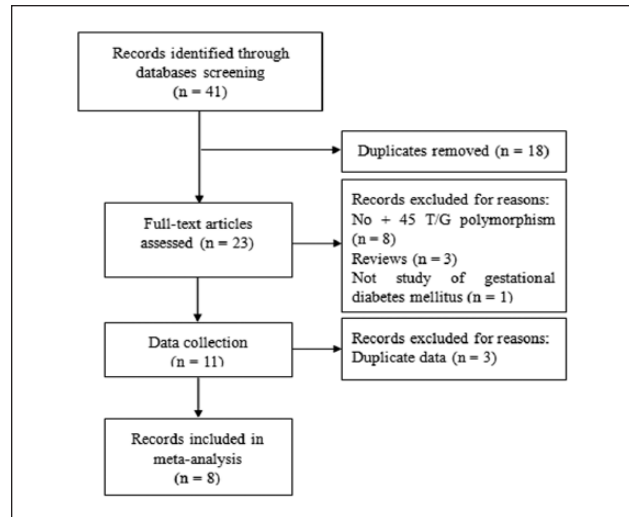 Records identified through
databases screening
(n = 41)
Duplicates removed (n = 18)
Full-text articles
assessed (n = 23)
Records excluded for reasons:
No + 45 T/G polymorphism
(n = 8)
Reviews (n = 3)
Not study of gestational
diabetes mellitus (n = 1)
Data collection
(n = 11)
Records excluded for reasons:
Duplicate data (n = 3)
Records included in
meta-analysis
(n = 8)